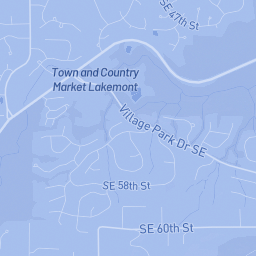 SE 47th St
Town and Country
Market Lakemont
Village Park Dr SE
SE 58th St
SE 60th St